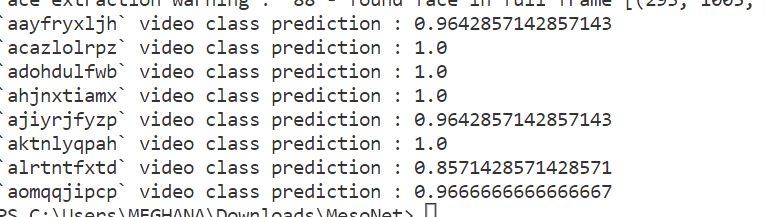 ace extraction warning : 88 - found face in full frame [(295, 1005,
`aayfryxljh` video class prediction : 0.9642857142857143
`acazlolrpz` video class prediction : 1.0
`adohdulfwb` video class prediction : 1.0
`ahjnxtiamx` video class prediction : 1.0
`ajiyrjfyzp` video class prediction : 0.9642857142857143
`aktnlyqpah` video class prediction : 1.0
`alrtntfxtd` video class prediction : 0.8571428571428571
`aomqqjipcp` video class prediction : 0.9666666666666667
PS C:\Users\MEGHANA\Downloads\MesoNet>